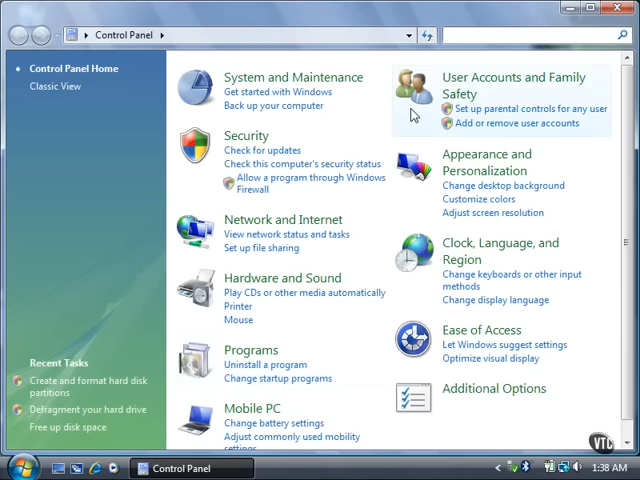 Control Panel
Control Panel Home
Classic View
System and Maintenance
Get started with Windows
Back up your computer
Security
Check for updates
Check this computer's security status
Allow a program through Windows
Firewall
Network and Internet
View network status and tasks
Set up file sharing
Hardware and Sound
Play CDs or other media automatically
Printer
Mouse
Programs
Uninstall a program
Change startup programs
Mobile PC
Change battery settings
Adjust commonly used mobility
settings
User Accounts and Family
Safety
Set up parental controls for any user
Add or remove user accounts
Appearance and
Personalization
Change desktop background
Customize colors
Adjust screen resolution
Clock, Language, and
Region
Change keyboards or other input
methods
Change display language
Ease of Access
Let Windows suggest settings
Optimize visual display
Additional Options
Recent Tasks
Create and format hard disk
partitions
Defragment your hard drive
Free up disk space
VTC
Control Panel
1:38 AM